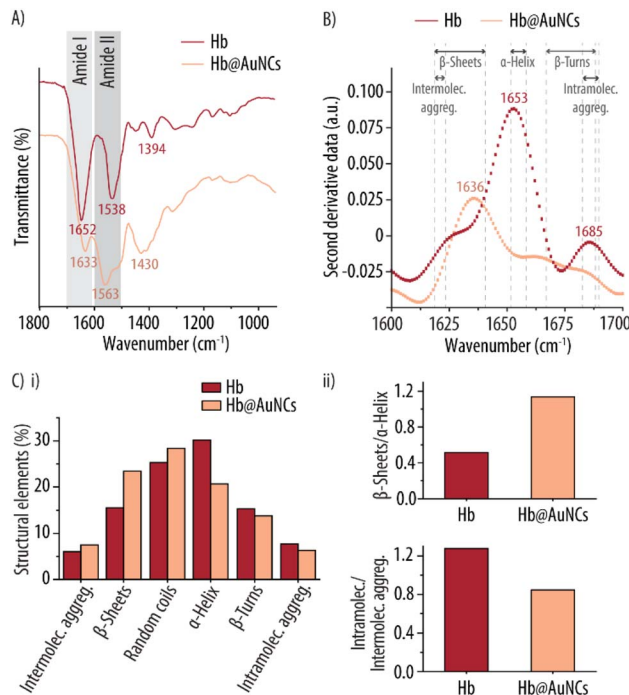 A)
Hb
Hb@AuNCs
Amide I
Amide II
Transmittance (%)
1394
1538
1652
1633
1563
1430
1800 1600 1400 1200 1000
Wavenumber (cm⁻¹)
B)
Hb Hb@AuNCs
β-Sheets α-Helix β-Turns
Intermolec. Intramolec.
aggreg. aggreg.
Second derivative data (a.u.)
0.100
0.075
0.050
0.025
0
-0.025
1653
1636
1685
1600 1625 1650 1675 1700
Wavenumber (cm⁻¹)
C) i)
Hb
Hb@AuNCs
Structural elements (%)
30
20
10
0
Intermolec. aggreg.
β-Sheets
Random coils
α-Helix
β-Turns
Intramolec. aggreg.
ii)
β-Sheets/α-Helix
1.2
0.8
0.4
0.0
Hb Hb@AuNCs
Intramolec./
Intermolec. aggreg.
1.2
0.8
0.4
0.0
Hb Hb@AuNCs